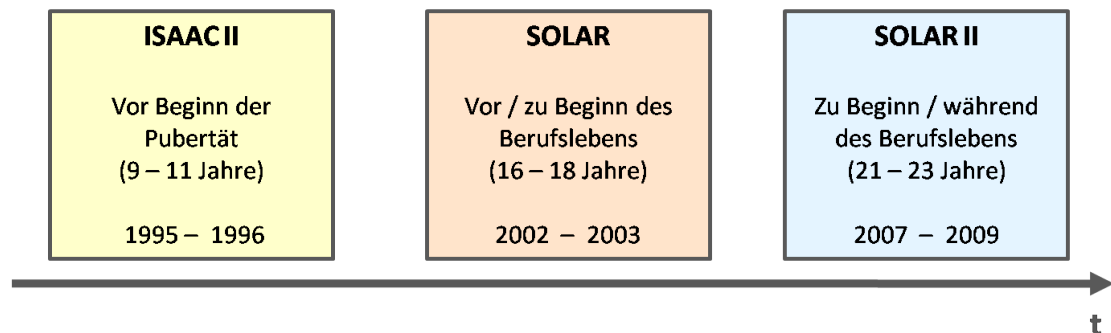 ISAAC II
Vor Beginn der
Pubertät
(9 – 11 Jahre)
1995 – 1996
SOLAR
Vor / zu Beginn des
Berufslebens
(16 – 18 Jahre)
2002 – 2003
SOLAR II
Zu Beginn / während
des Berufslebens
(21 – 23 Jahre)
2007 – 2009
t